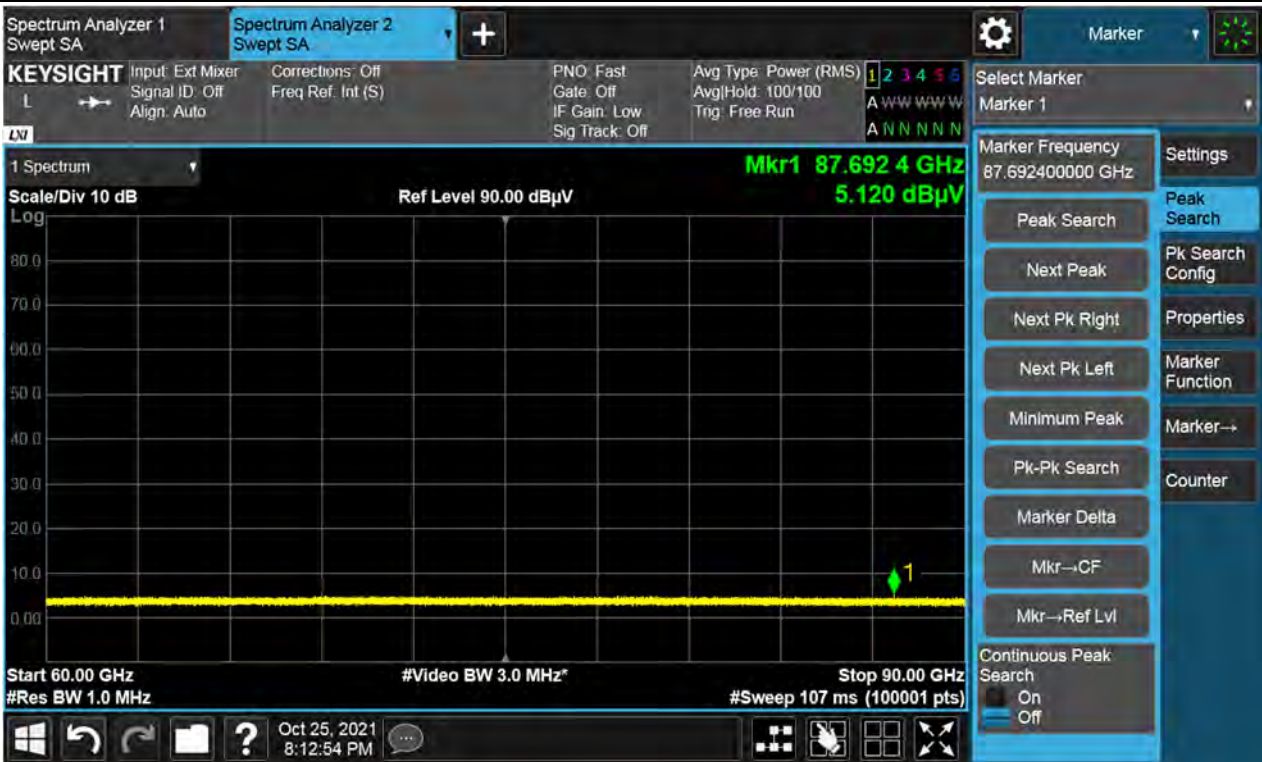 Spectrum Analyzer 1
Swept SA
Spectrum Analyzer 2
Swept SA
+
Marker
KEYSIGHT
L
LXI
Input: Ext Mixer
Signal ID: Off
Align: Auto
Corrections: Off
Freq Ref: Int (S)
PNO: Fast
Gate: Off
IF Gain: Low
Sig Track: Off
Avg Type: Power (RMS)
Avg|Hold: 100/100
Trig: Free Run
1 2 3 4 5 6
A W W W W W
A N N N N N
Select Marker
Marker 1
1 Spectrum
Mkr1 87.692 4 GHz
5.120 dBµV
Scale/Div 10 dB
Ref Level 90.00 dBµV
Log
80.0
70.0
60.0
50.0
40.0
30.0
20.0
10.0
0.00
1
Start 60.00 GHz
#Video BW 3.0 MHz*
Stop 90.00 GHz
#Res BW 1.0 MHz
#Sweep 107 ms (100001 pts)
Marker Frequency
87.692400000 GHz
Peak Search
Next Peak
Next Pk Right
Next Pk Left
Minimum Peak
Pk-Pk Search
Marker Delta
Mkr→CF
Mkr→Ref Lvl
Continuous Peak
Search
On
Off
Settings
Peak
Search
Pk Search
Config
Properties
Marker
Function
Marker→
Counter
?
Oct 25, 2021
8:12:54 PM